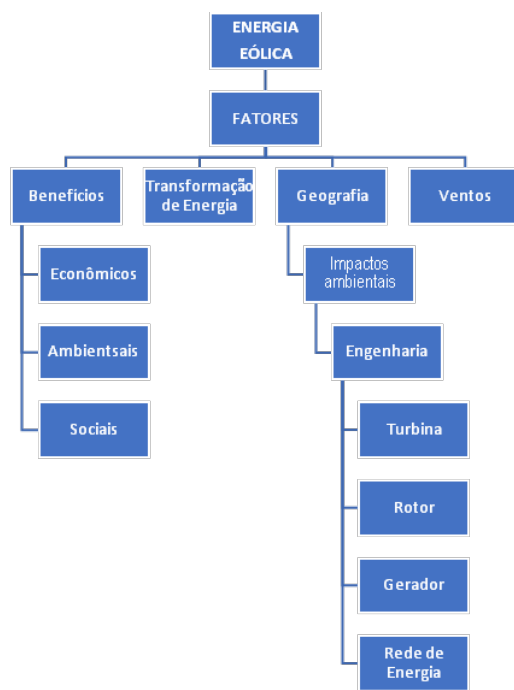 ENERGIA
EÓLICA
FATORES
Benefícios
Transformação
de Energia
Geografia
Ventos
Econômicos
Impactos
ambientais
Ambientsais
Engenharia
Sociais
Turbina
Rotor
Gerador
Rede de
Energia